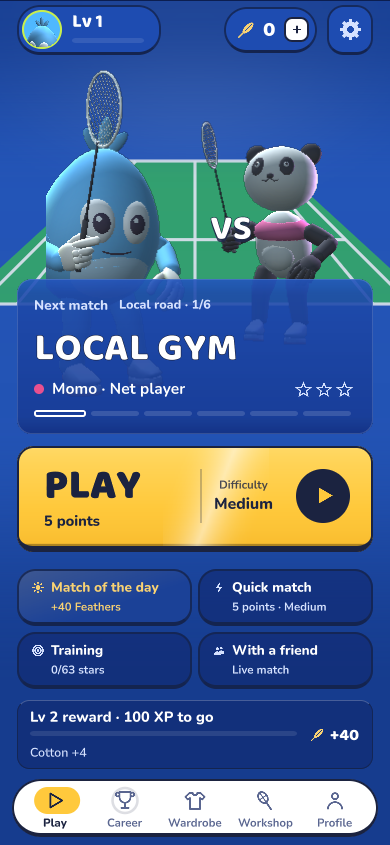 Lv 1
0
+
VS
Next match Local road · 1/6
LOCAL GYM
Momo · Net player
PLAY
5 points
Difficulty
Medium
Match of the day
+40 Feathers
Quick match
5 points · Medium
Training
0/63 stars
With a friend
Live match
Lv 2 reward · 100 XP to go
+40
Cotton +4
Play
Career
Wardrobe
Workshop
Profile